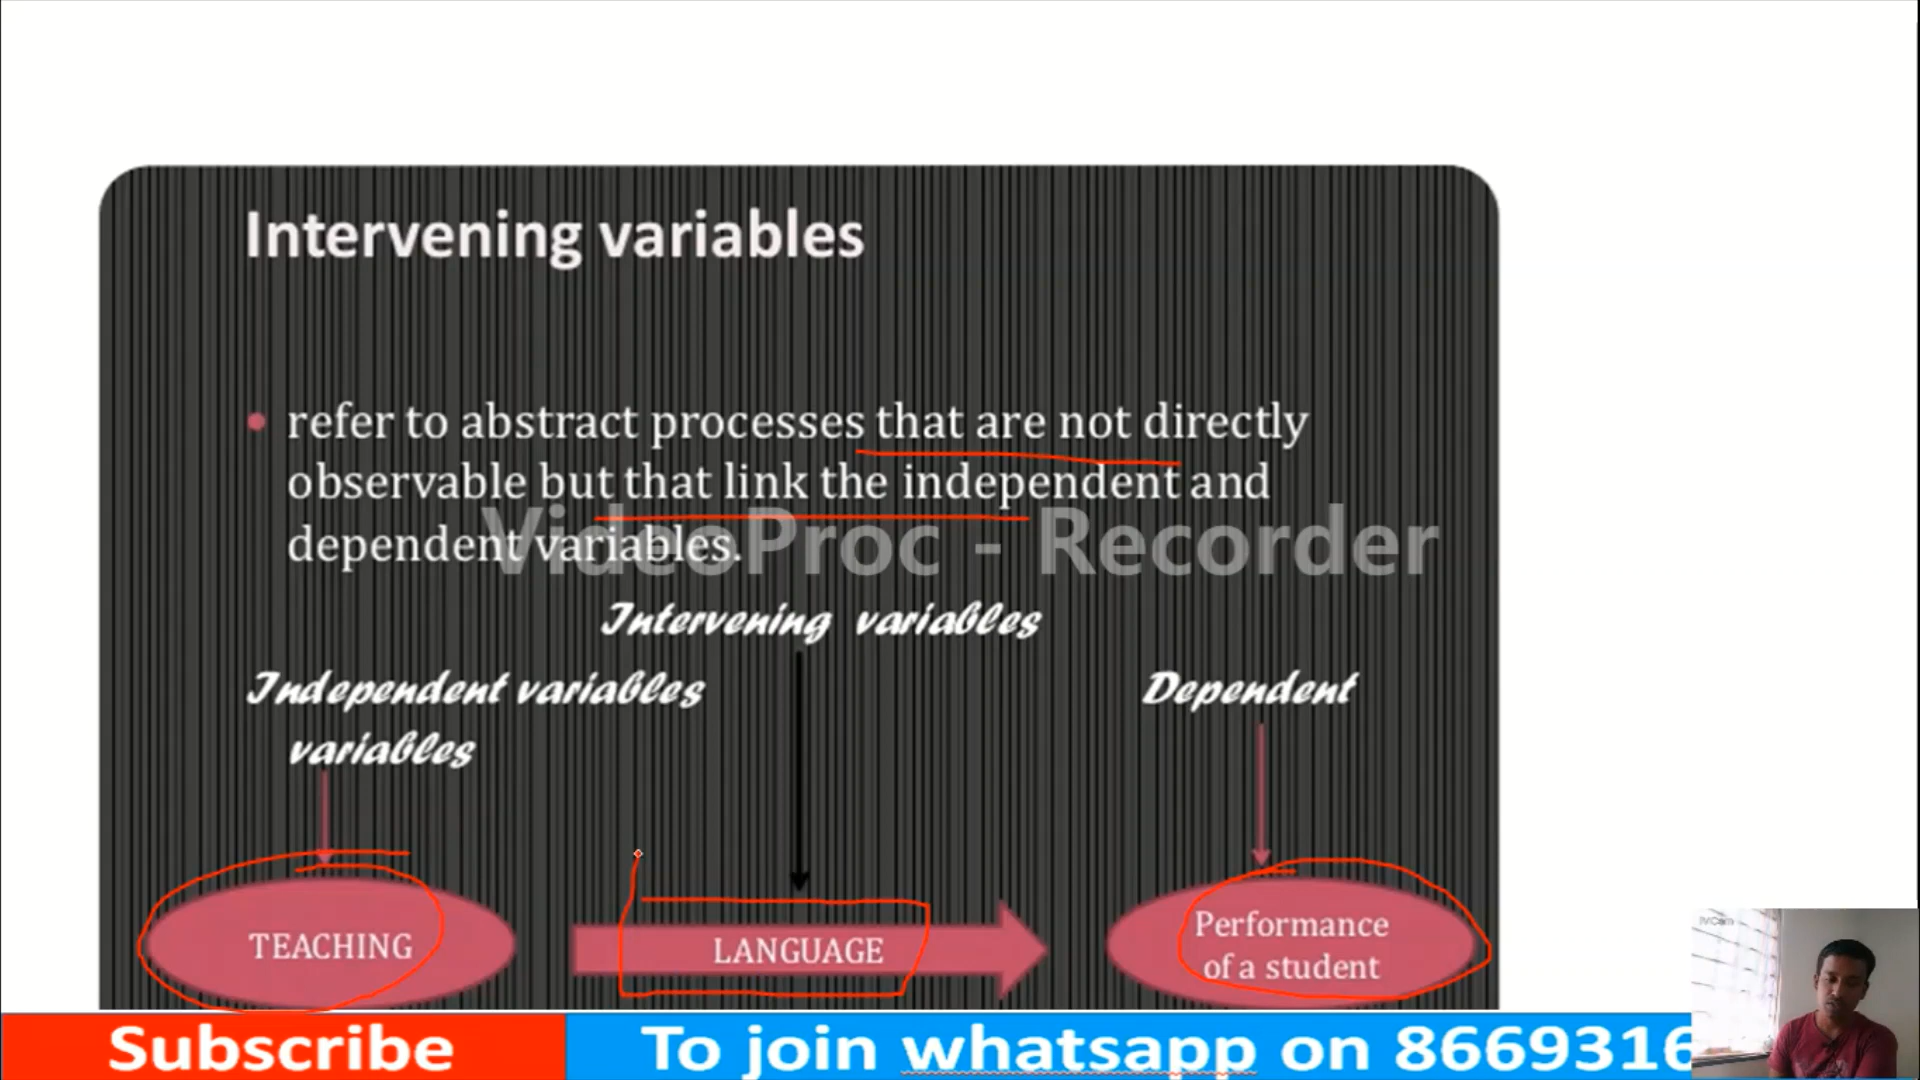 Intervening variables
refer to abstract processes that are not directly
observable but that link the independent and
dependent variables.
VideoProc - Recorder
Intervening variables
Independent variables
Dependent
variables
TEACHING
LANGUAGE
Performance
of a student
iVCam
Subscribe
To join whatsapp on 8669316